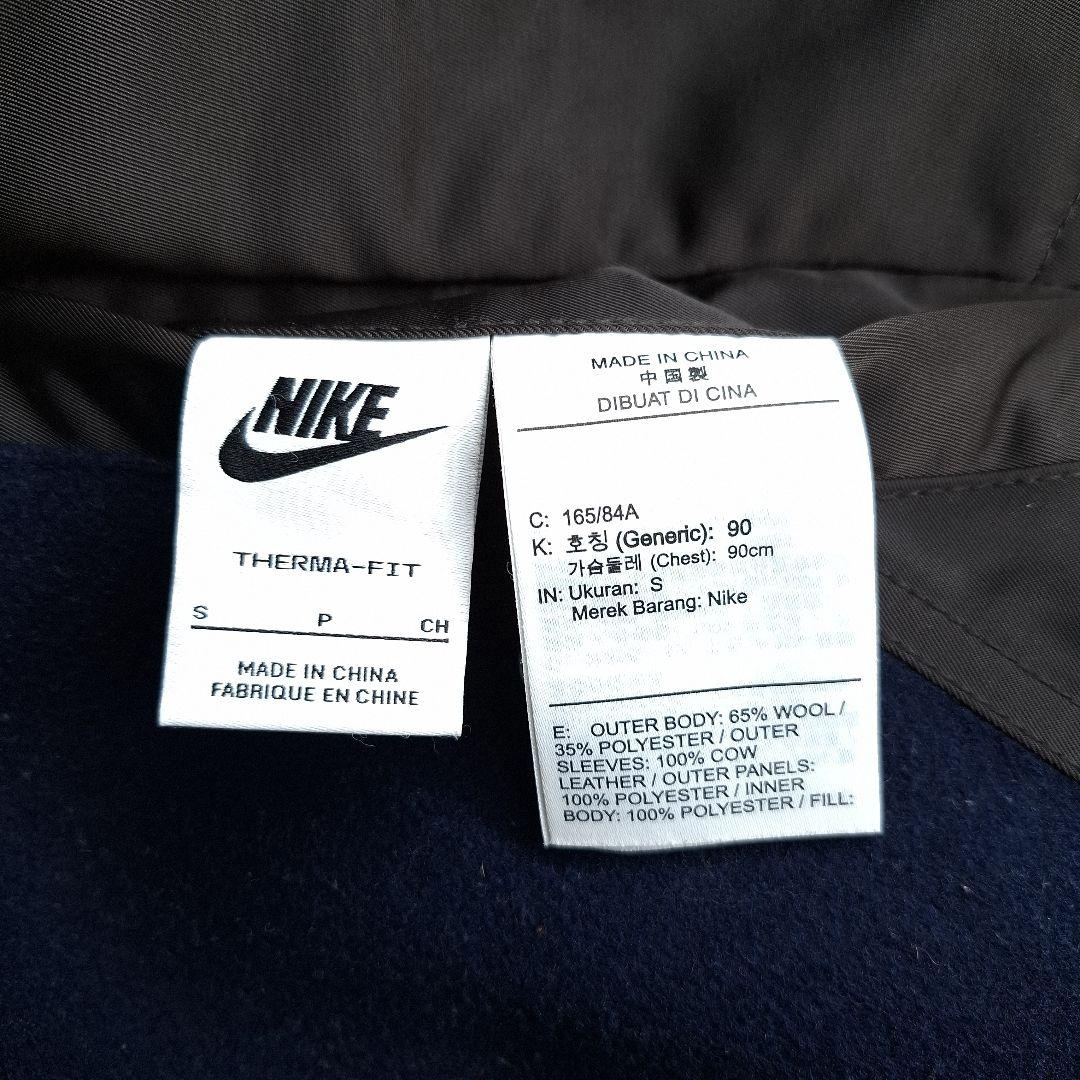 NIKE
THERMA-FIT
S P CH
MADE IN CHINA
FABRIQUE EN CHINE
MADE IN CHINA
中国製
DIBUAT DI CINA
C: 165/84A
K: 호칭 (Generic): 90
가슴둘레 (Chest): 90cm
IN: Ukuran: S
Merek Barang: Nike
E: OUTER BODY: 65% WOOL /
35% POLYESTER / OUTER
SLEEVES: 100% COW
LEATHER / OUTER PANELS:
100% POLYESTER / INNER
BODY: 100% POLYESTER / FILL: